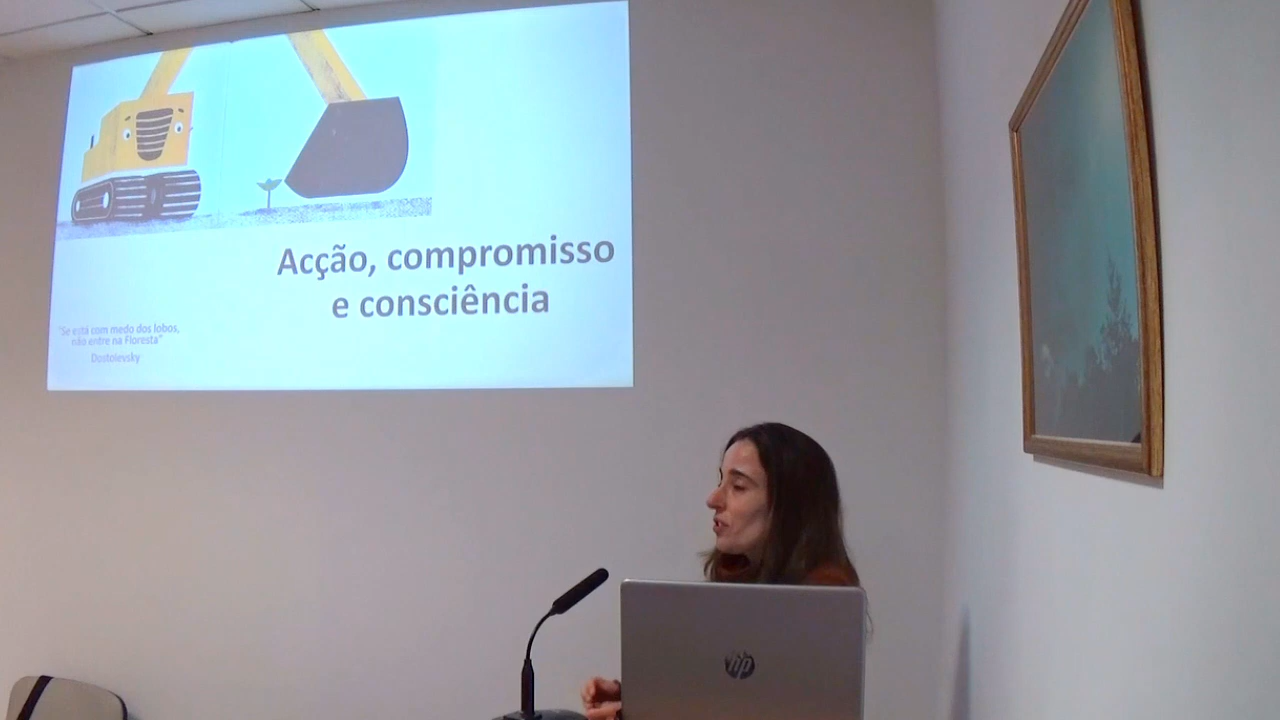 Acção, compromisso
e consciência
"Se está com medo dos lobos,
não entre na Floresta"
Dostoievsky
hp